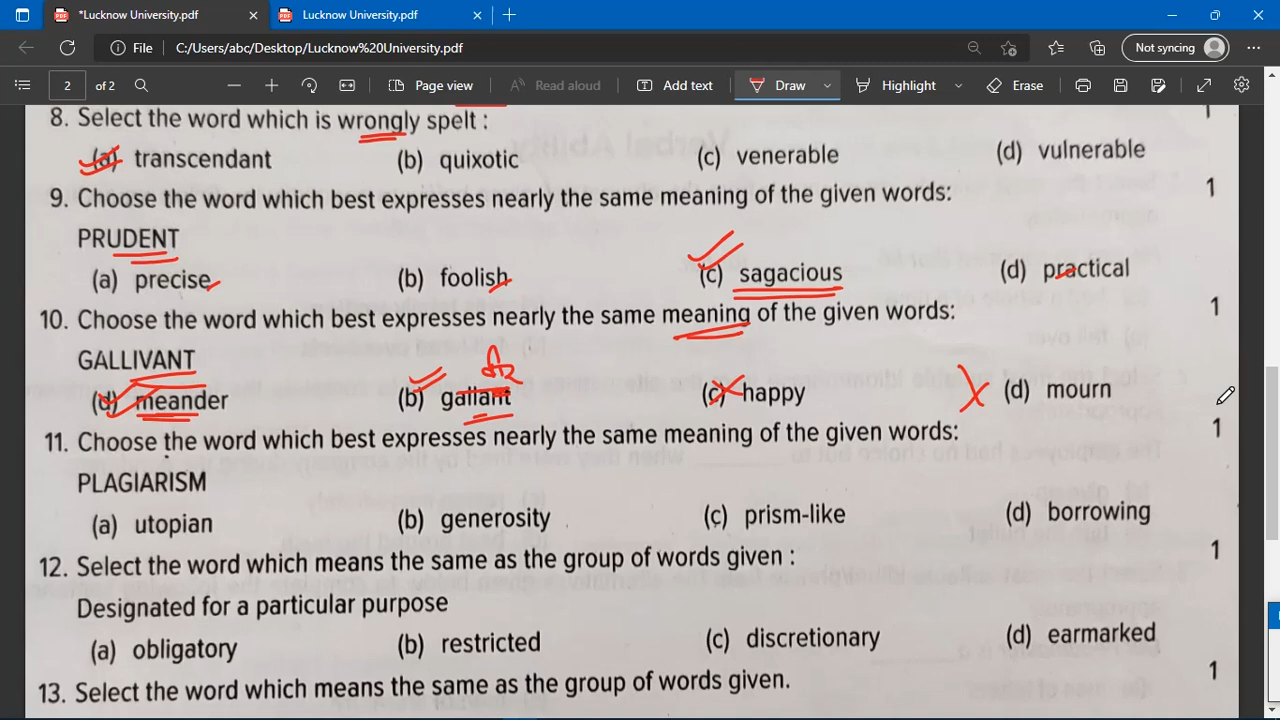 *Lucknow University.pdf
Lucknow University.pdf
File
C:/Users/abc/Desktop/Lucknow%20University.pdf
Not syncing
2 of 2
Page view
Read aloud
Add text
Draw
Highlight
Erase
8. Select the word which is wrongly spelt :
(a) transcendant (b) quixotic (c) venerable (d) vulnerable
9. Choose the word which best expresses nearly the same meaning of the given words: 1
PRUDENT
(a) precise (b) foolish (c) sagacious (d) practical
10. Choose the word which best expresses nearly the same meaning of the given words: 1
GALLIVANT
(d) meander (b) gallant (c) happy (d) mourn
11. Choose the word which best expresses nearly the same meaning of the given words: 1
PLAGIARISM
(a) utopian (b) generosity (c) prism-like (d) borrowing
12. Select the word which means the same as the group of words given : 1
Designated for a particular purpose
(a) obligatory (b) restricted (c) discretionary (d) earmarked
13. Select the word which means the same as the group of words given. 1